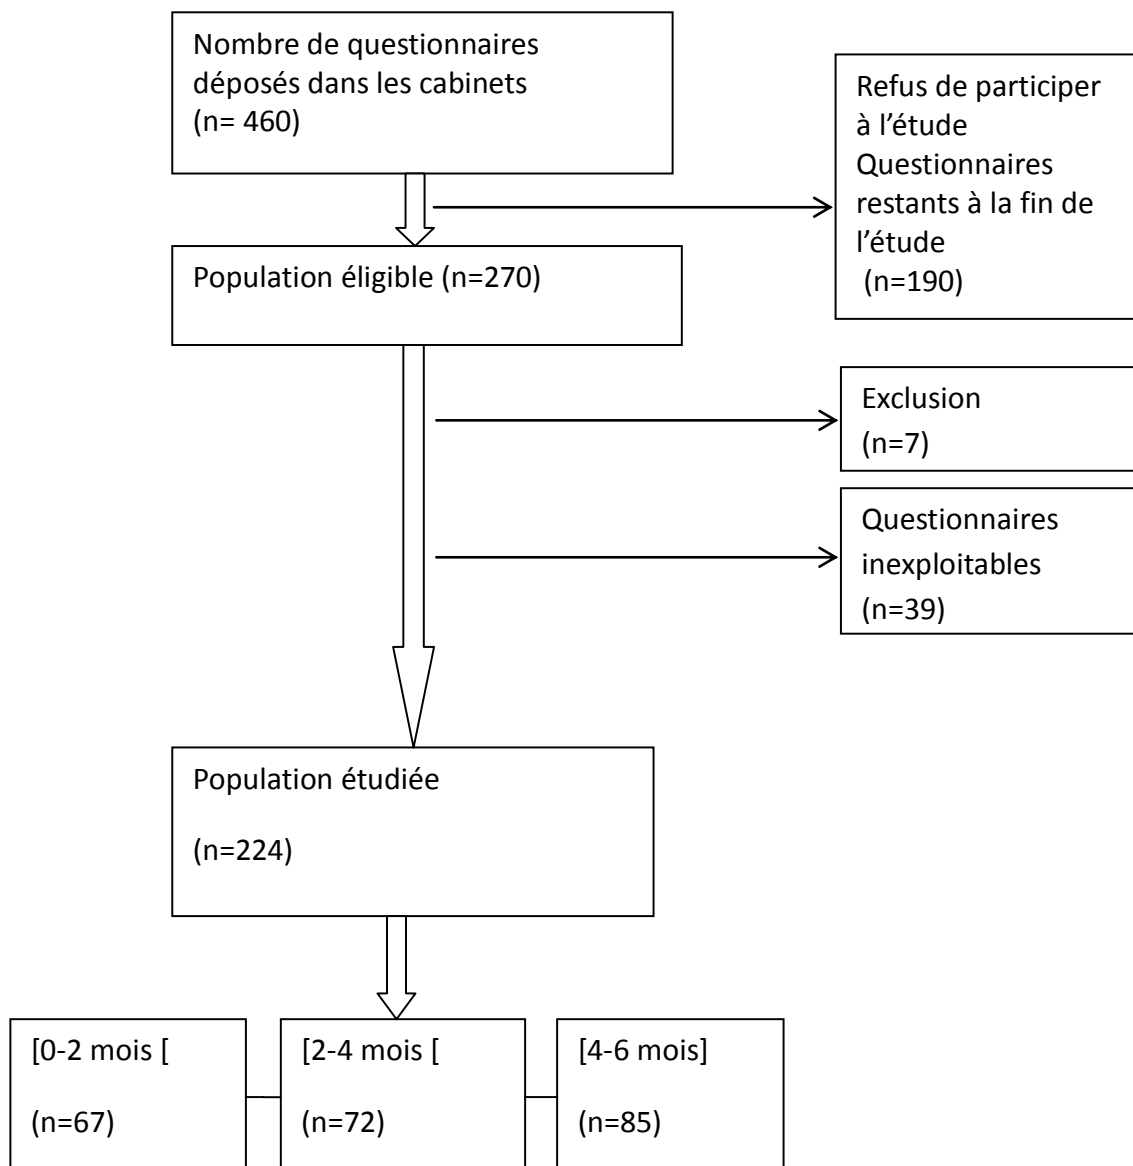 Nombre de questionnaires
déposés dans les cabinets
(n= 460)
Refus de participer
à l’étude
Questionnaires
restants à la fin de
l’étude
(n=190)
Population éligible (n=270)
Exclusion
(n=7)
Questionnaires
inexploitables
(n=39)
Population étudiée
(n=224)
[0-2 mois [
(n=67)
[2-4 mois [
(n=72)
[4-6 mois]
(n=85)